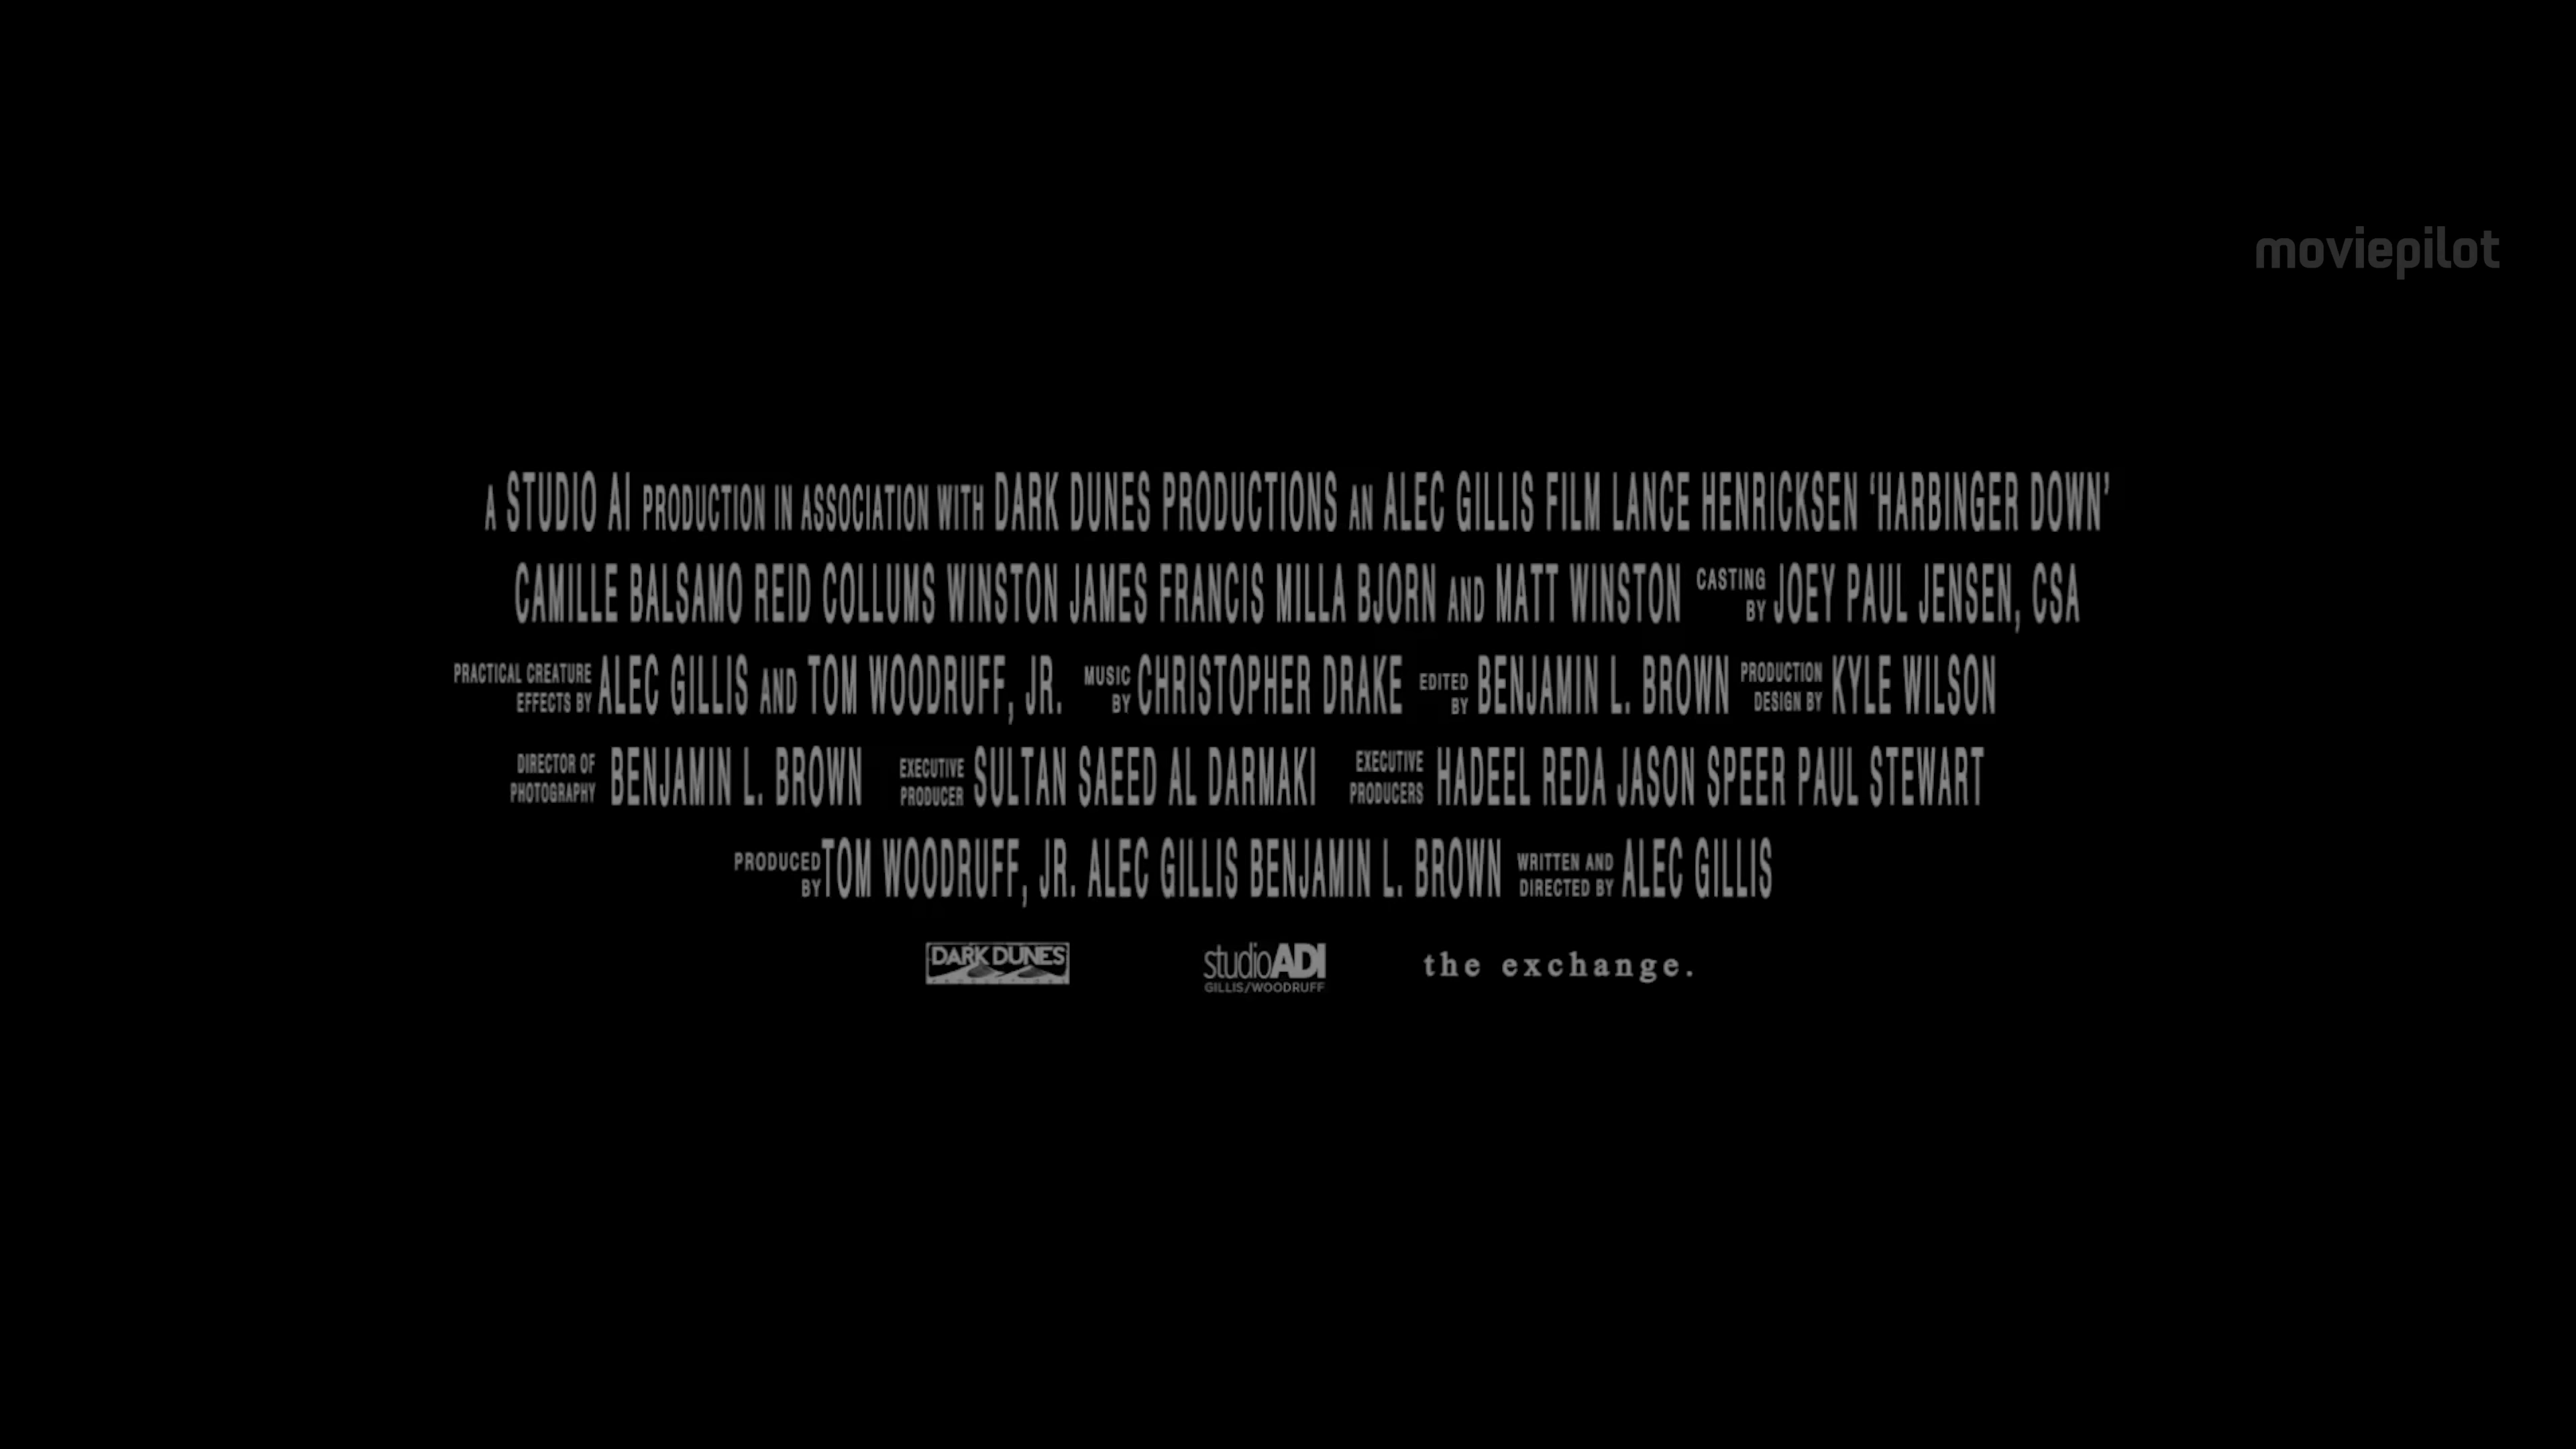 moviepilot
A STUDIO AI PRODUCTION IN ASSOCIATION WITH DARK DUNES PRODUCTIONS AN ALEC GILLIS FILM LANCE HENRICKSEN ‘HARBINGER DOWN’
CAMILLE BALSAMO REID COLLUMS WINSTON JAMES FRANCIS MILLA BJORN AND MATT WINSTON CASTING BY JOEY PAUL JENSEN, CSA
PRACTICAL CREATURE EFFECTS BY ALEC GILLIS AND TOM WOODRUFF, JR. MUSIC BY CHRISTOPHER DRAKE EDITED BY BENJAMIN L. BROWN PRODUCTION DESIGN BY KYLE WILSON
DIRECTOR OF PHOTOGRAPHY BENJAMIN L. BROWN EXECUTIVE PRODUCER SULTAN SAEED AL DARMAKI EXECUTIVE PRODUCERS HADEEL REDA JASON SPEER PAUL STEWART
PRODUCED BY TOM WOODRUFF, JR. ALEC GILLIS BENJAMIN L. BROWN WRITTEN AND DIRECTED BY ALEC GILLIS
DARK DUNES studioADI the exchange.
GILLIS/WOODRUFF